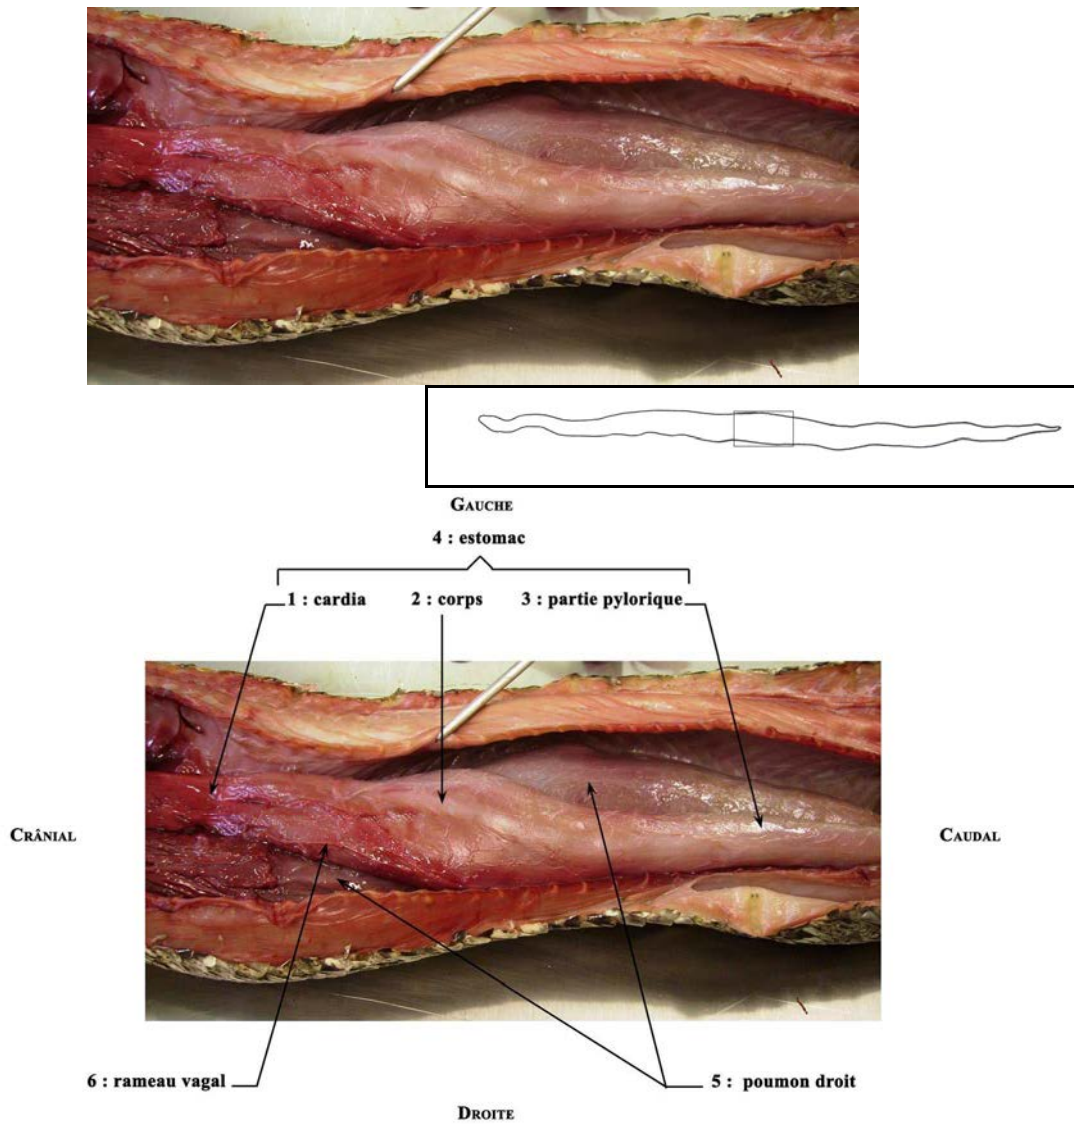 GAUCHE
4 : estomac
1 : cardia 2 : corps 3 : partie pylorique
CRÂNIAL
CAUDAL
6 : rameau vagal
5 : poumon droit
DROITE